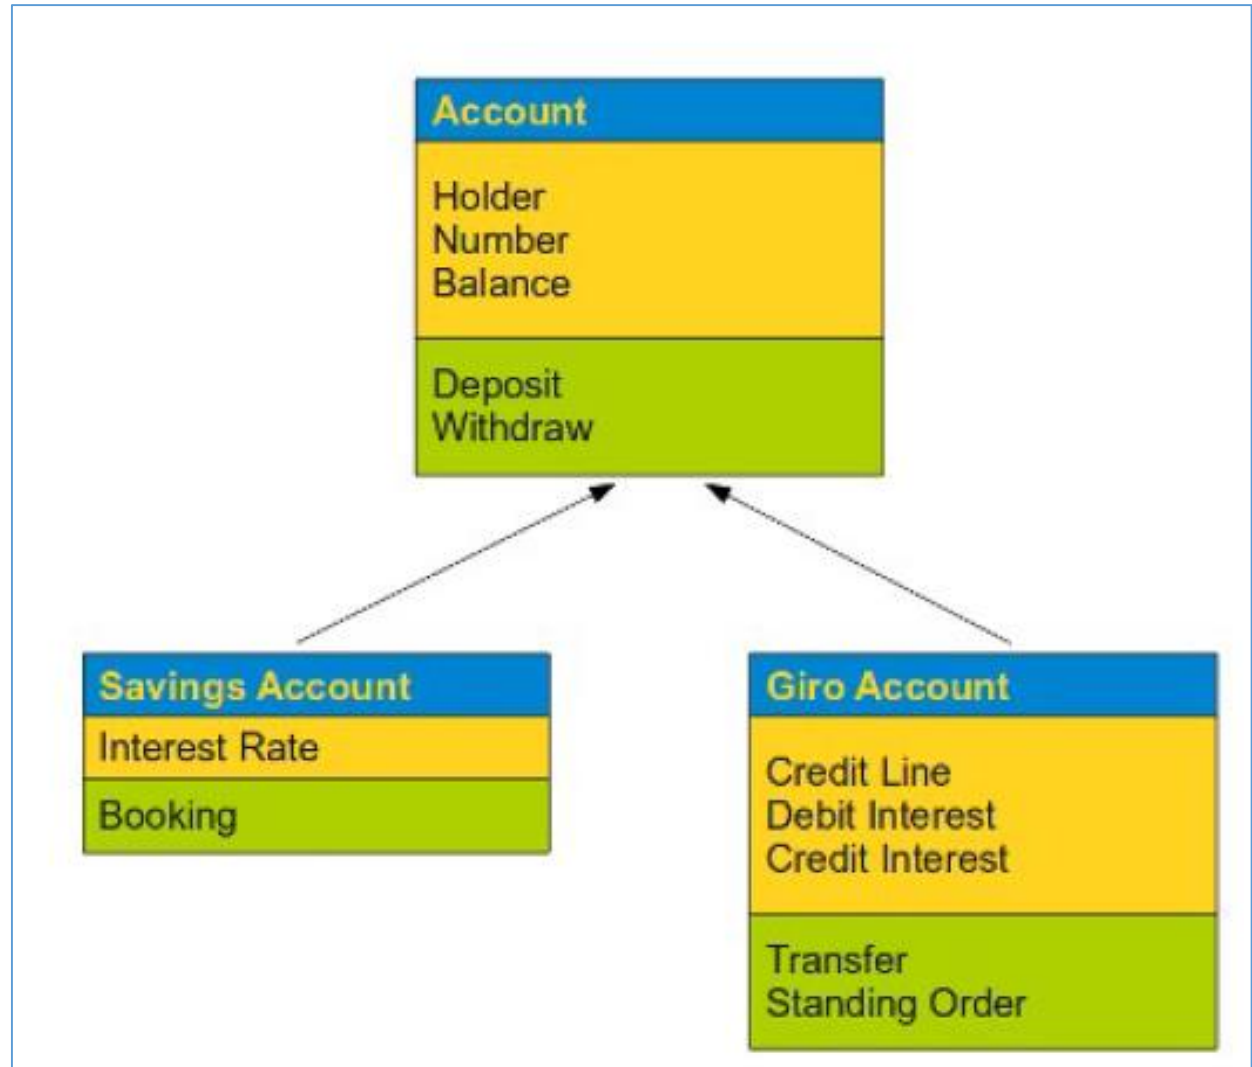 Account
Holder
Number
Balance
Deposit
Withdraw
Savings Account
Interest Rate
Booking
Giro Account
Credit Line
Debit Interest
Credit Interest
Transfer
Standing Order